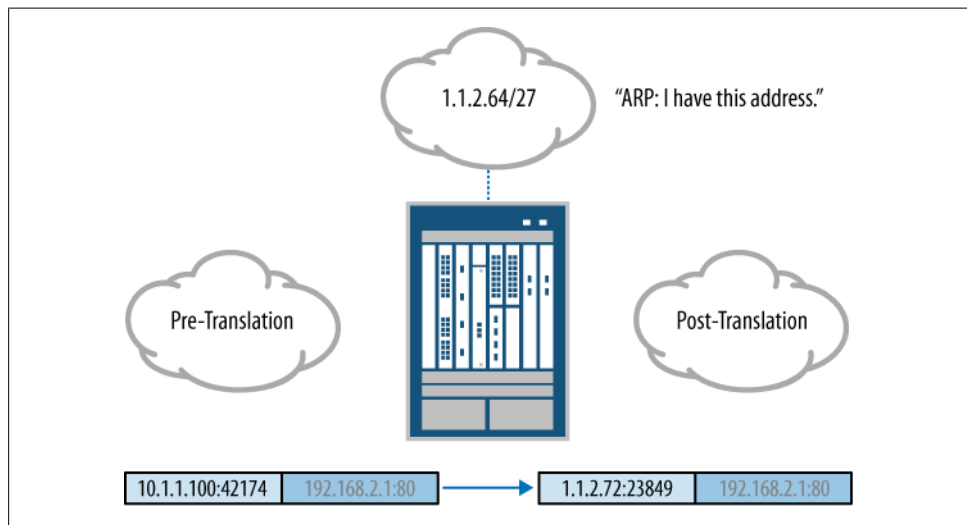 1.1.2.64/27
“ARP: I have this address.”
Pre-Translation
Post-Translation
10.1.1.100:42174 192.168.2.1:80
1.1.2.72:23849 192.168.2.1:80